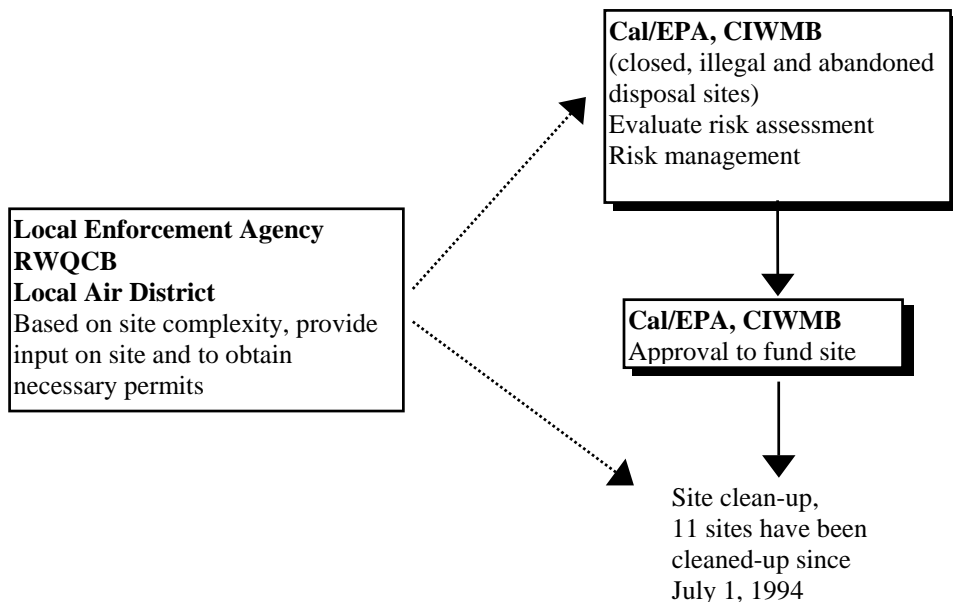 Cal/EPA, CIWMB
(closed, illegal and abandoned
disposal sites)
Evaluate risk assessment
Risk management
Local Enforcement Agency
RWQCB
Local Air District
Based on site complexity, provide
input on site and to obtain
necessary permits
Cal/EPA, CIWMB
Approval to fund site
Site clean-up,
11 sites have been
cleaned-up since
July 1, 1994